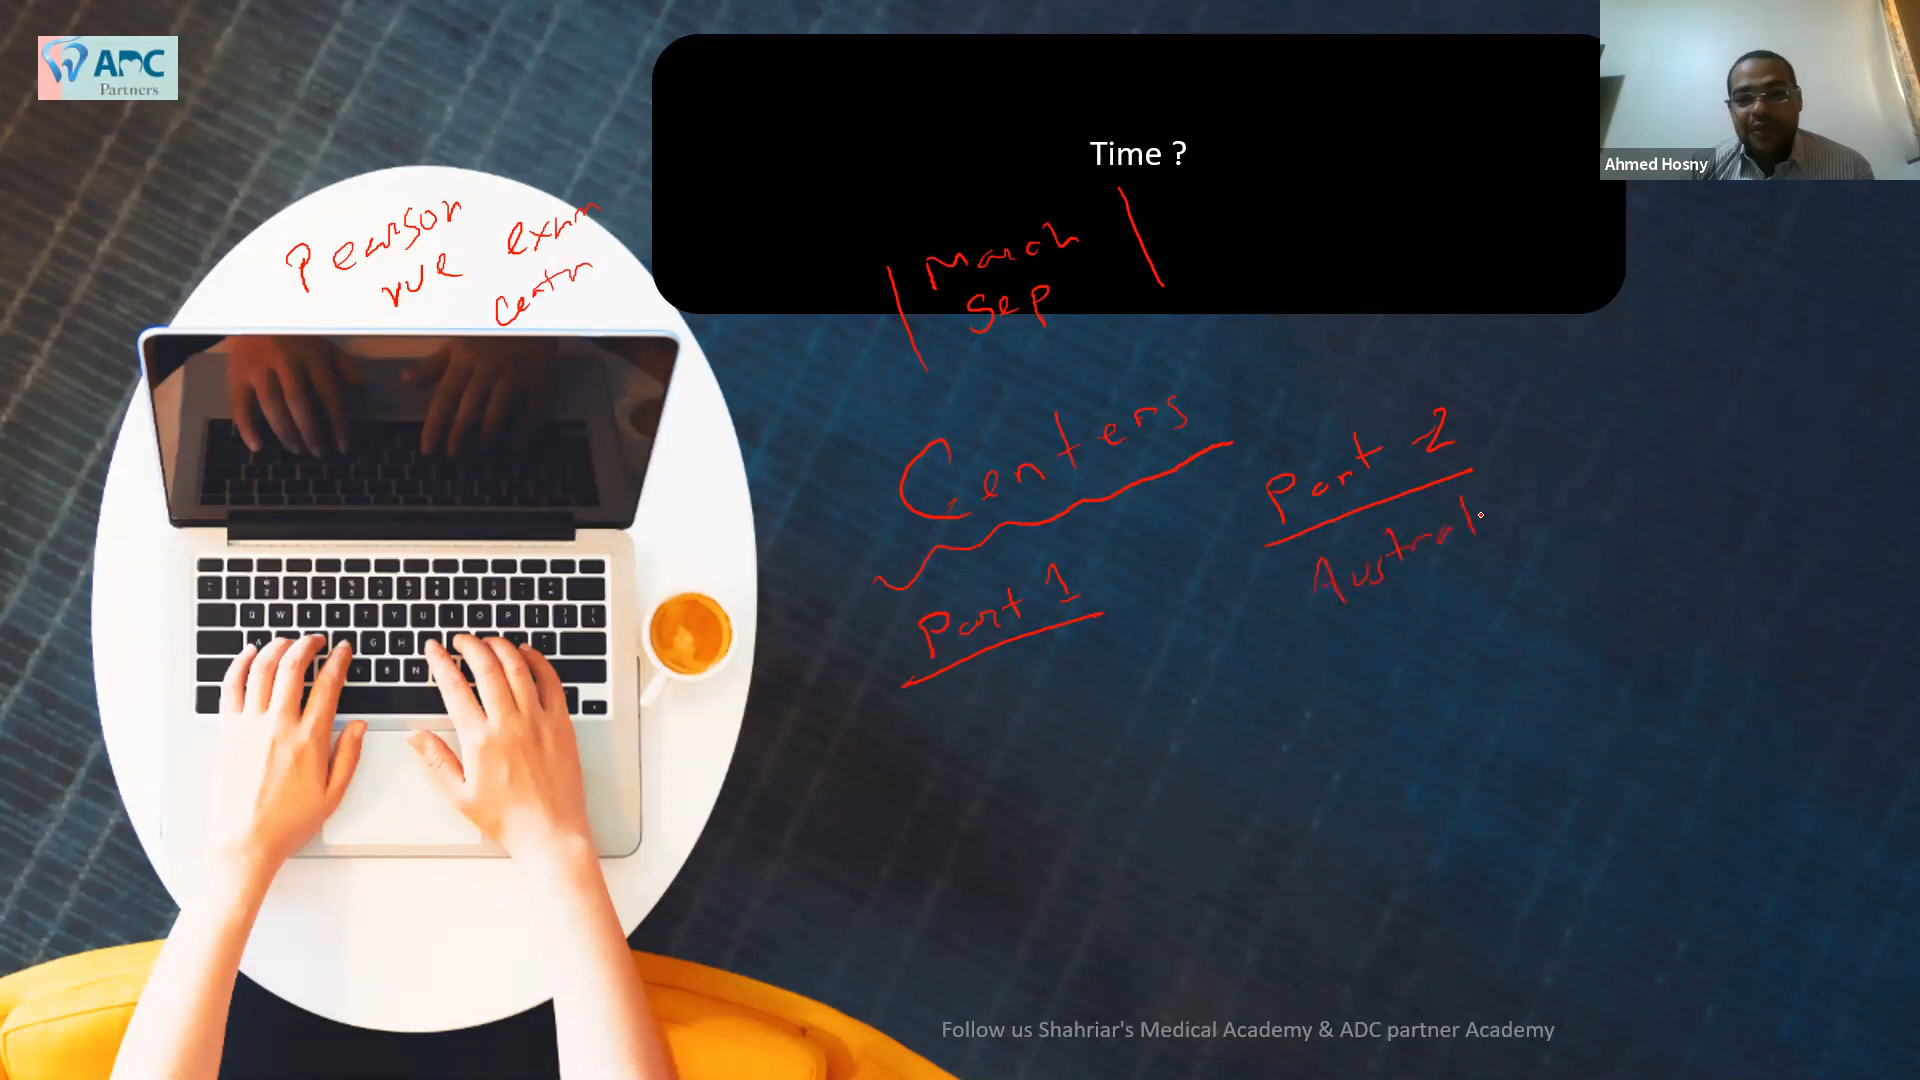 ADC
Partners
Time ?
Ahmed Hosny
March
Sep
Pearson exam
vue
Centers
Part 1
Part 2
Austral
Follow us Shahriar's Medical Academy & ADC partner Academy